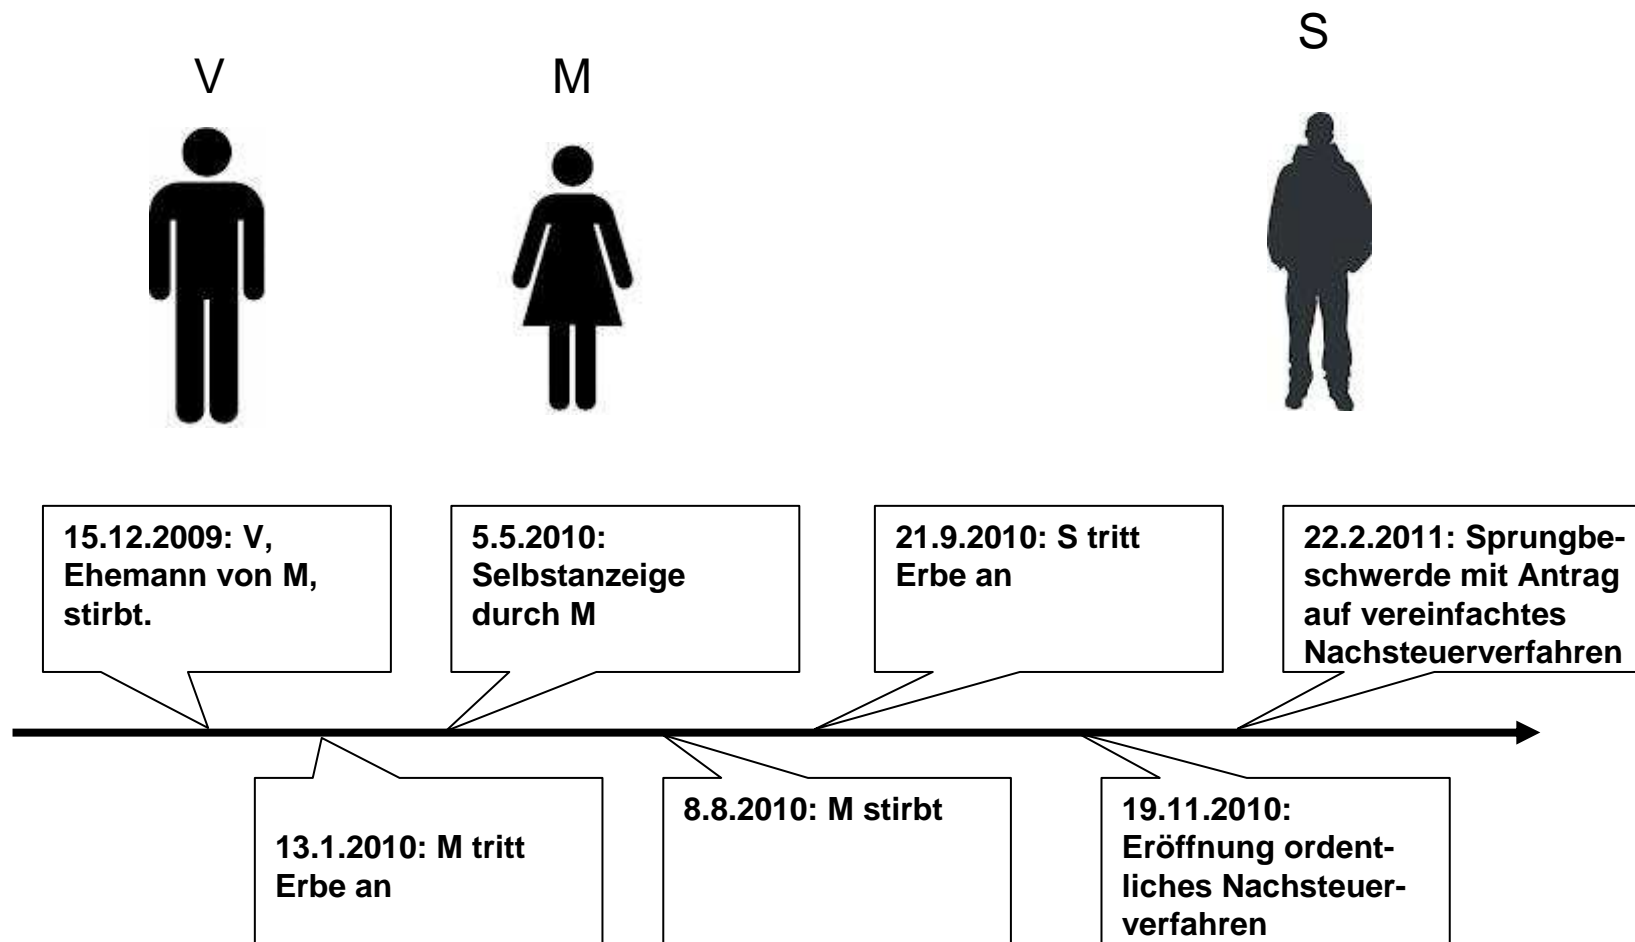 V
M
S
15.12.2009: V,
Ehemann von M,
stirbt.
5.5.2010:
Selbstanzeige
durch M
21.9.2010: S tritt
Erbe an
22.2.2011: Sprungbe-
schwerde mit Antrag
auf vereinfachtes
Nachsteuerverfahren
13.1.2010: M tritt
Erbe an
8.8.2010: M stirbt
19.11.2010:
Eröffnung ordent-
liches Nachsteuer-
verfahren